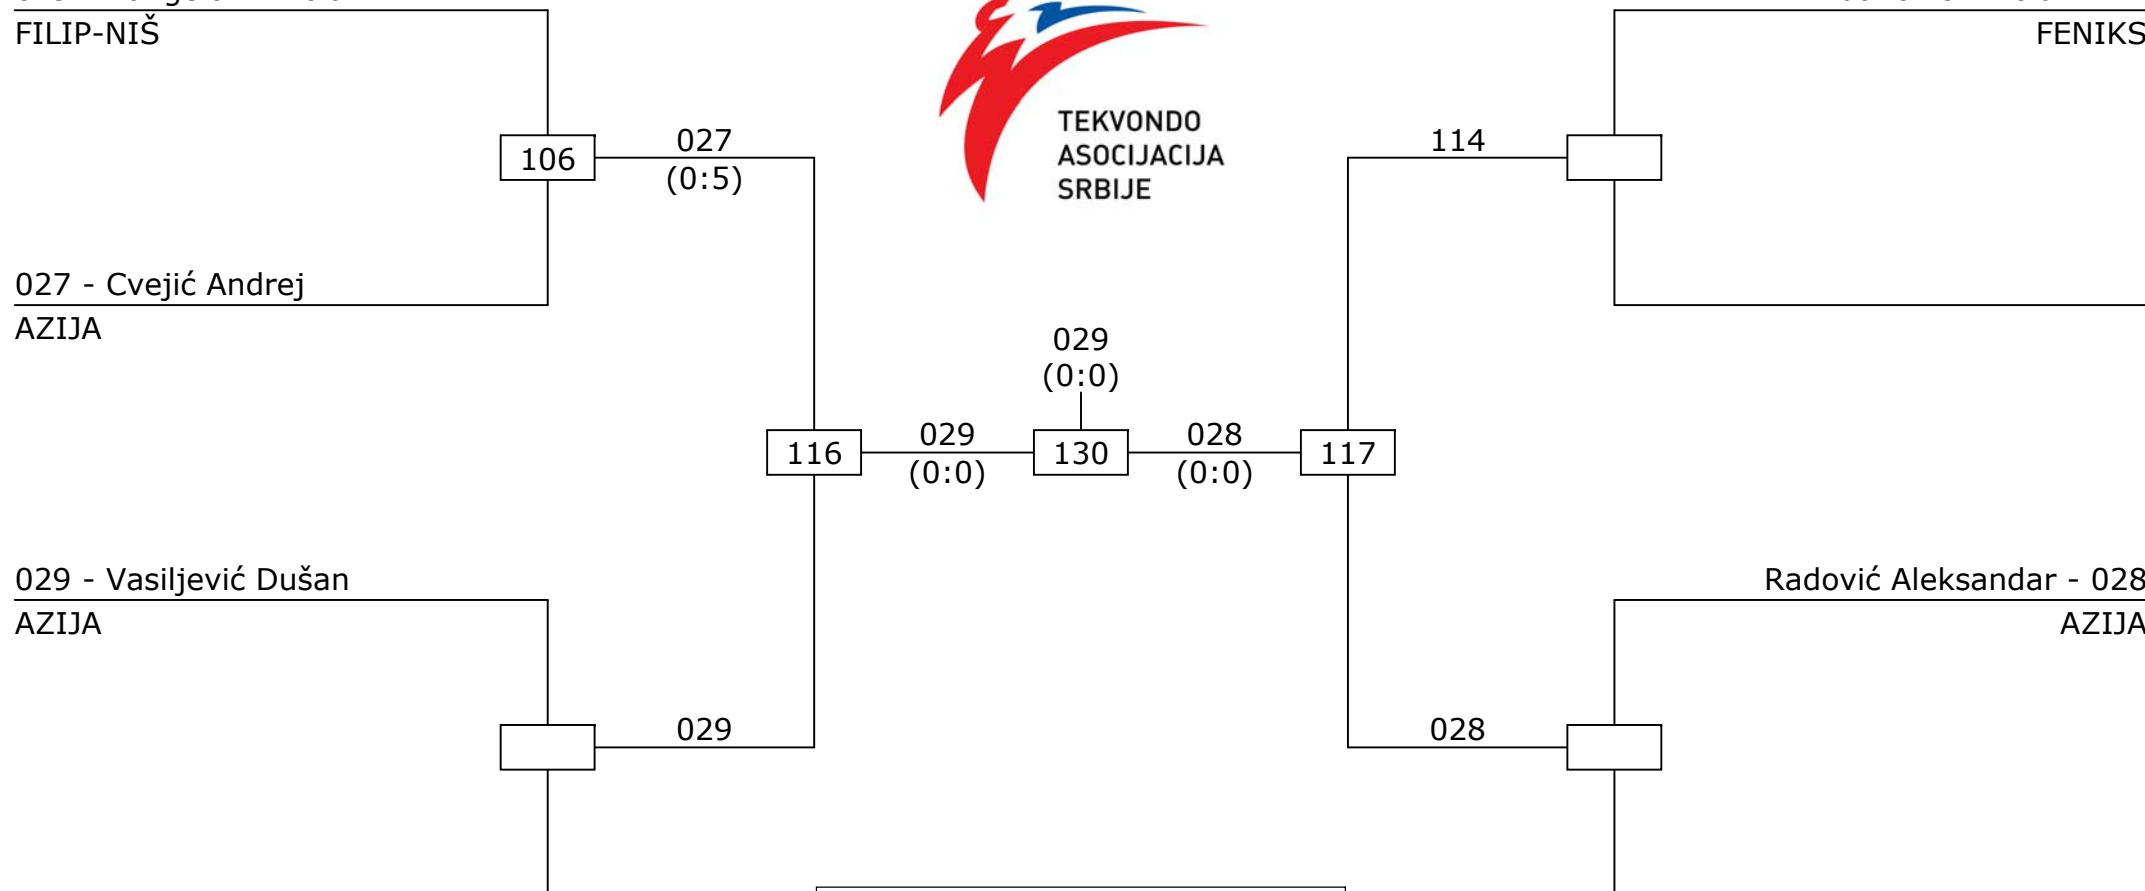 FILIP-NIŠ
FENIKS
TEKVONDO
ASOCIJACIJA
SRBIJE
106
027
(0:5)
114
027 - Cvejić Andrej
AZIJA
029
(0:0)
116
029
(0:0)
130
028
(0:0)
117
029 - Vasiljević Dušan
AZIJA
Radović Aleksandar - 028
AZIJA
029
028